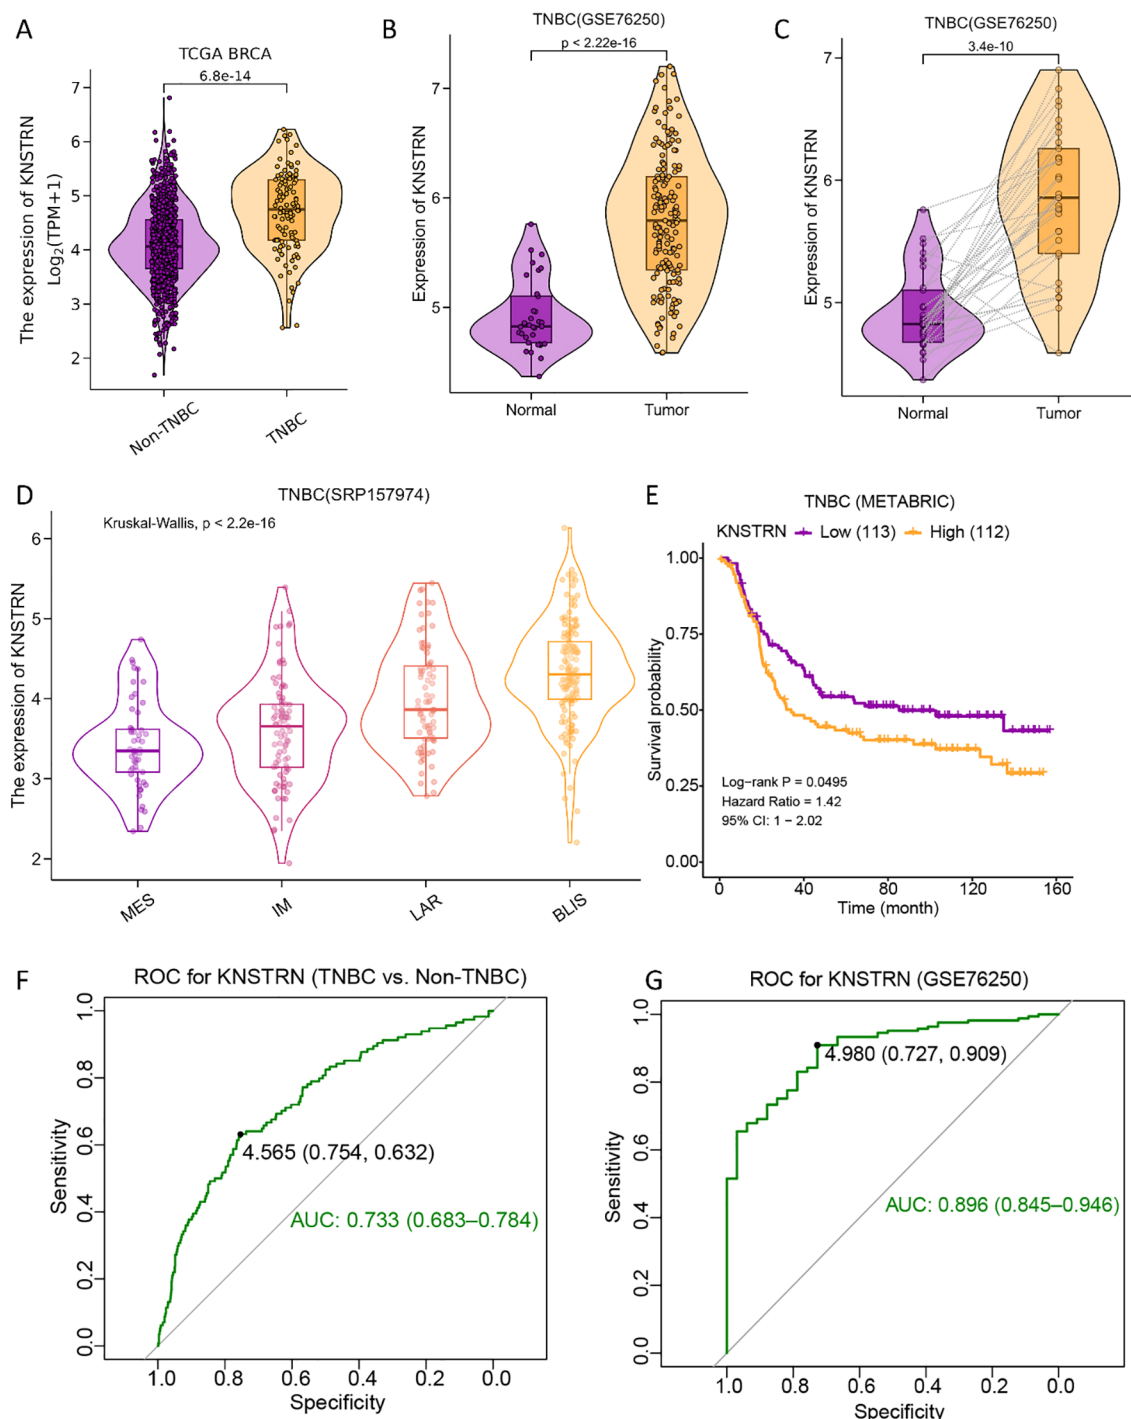 A
TCGA BRCA
6.8e-14
The expression of KNSTRN
Log2(TPM+1)
7
6
5
4
3
2
Non-TNBC
TNBC
B
TNBC(GSE76250)
p < 2.22e-16
Expression of KNSTRN
7
6
5
Normal
Tumor
C
TNBC(GSE76250)
3.4e-10
Expression of KNSTRN
7
6
5
Normal
Tumor
D
TNBC(SRP157974)
Kruskal-Wallis, p < 2.2e-16
The expression of KNSTRN
6
5
4
3
2
MES
IM
LAR
BLIS
E
TNBC (METABRIC)
KNSTRN Low (113) High (112)
Survival probability
1.00
0.75
0.50
0.25
0.00
Log-rank P = 0.0495
Hazard Ratio = 1.42
95% CI: 1 - 2.02
0 40 80 120 160
Time (month)
F
ROC for KNSTRN (TNBC vs. Non-TNBC)
Sensitivity
1.0
0.8
0.6
0.4
0.2
0.0
4.565 (0.754, 0.632)
AUC: 0.733 (0.683–0.784)
1.0 0.8 0.6 0.4 0.2 0.0
Specificity
G
ROC for KNSTRN (GSE76250)
Sensitivity
1.0
0.8
0.6
0.4
0.2
0.0
4.980 (0.727, 0.909)
AUC: 0.896 (0.845–0.946)
1.0 0.8 0.6 0.4 0.2 0.0
Specificity